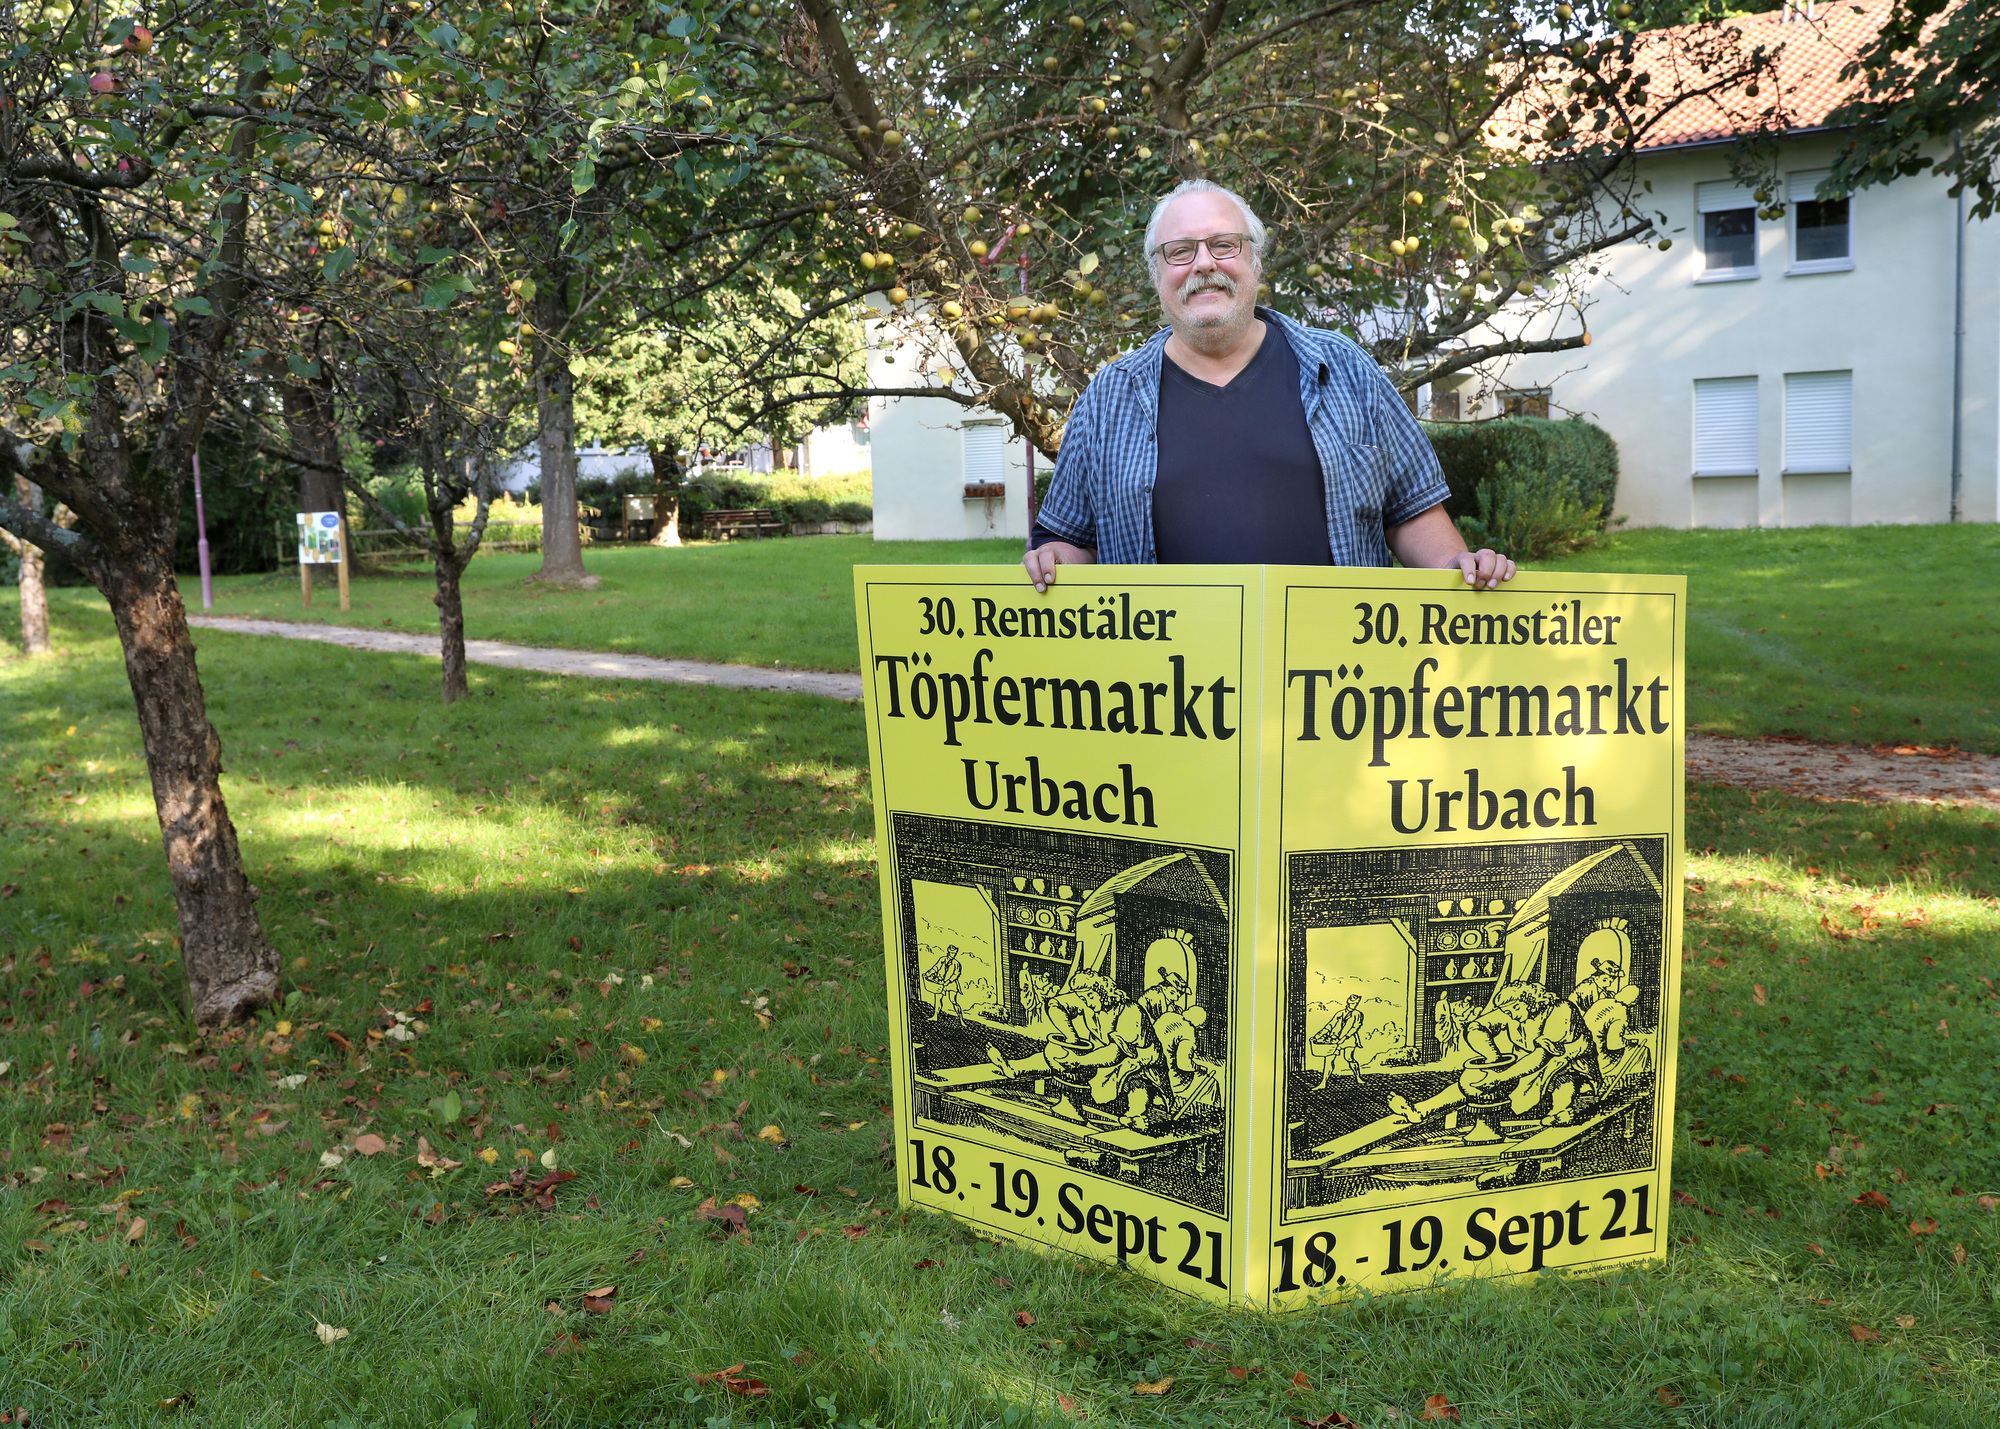 30. Remstäler
Töpfermarkt
Urbach
18. - 19. Sept 21
30. Remstäler
Töpfermarkt
Urbach
18. - 19. Sept 21